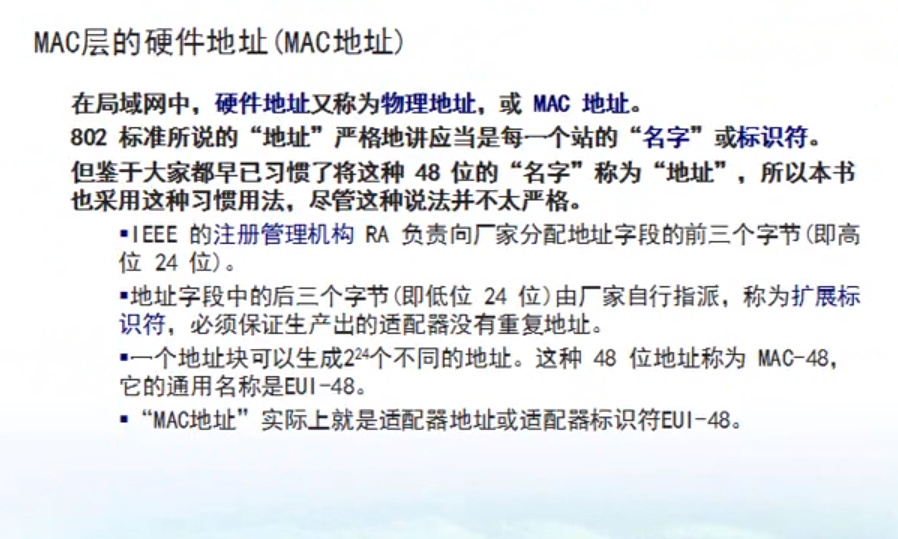 MAC层的硬件地址(MAC地址)
在局域网中，硬件地址又称为物理地址，或 MAC 地址。
802 标准所说的“地址”严格地讲应当是每一个站的“名字”或标识符。
但鉴于大家都早已习惯了将这种 48 位的“名字”称为“地址”，所以本书
也采用这种习惯用法，尽管这种说法并不太严格。
▪IEEE 的注册管理机构 RA 负责向厂家分配地址字段的前三个字节(即高
位 24 位)。
▪地址字段中的后三个字节(即低位 24 位)由厂家自行指派，称为扩展标
识符，必须保证生产出的适配器没有重复地址。
▪一个地址块可以生成2²⁴个不同的地址。这种 48 位地址称为 MAC-48，
它的通用名称是EUI-48。
▪“MAC地址”实际上就是适配器地址或适配器标识符EUI-48。